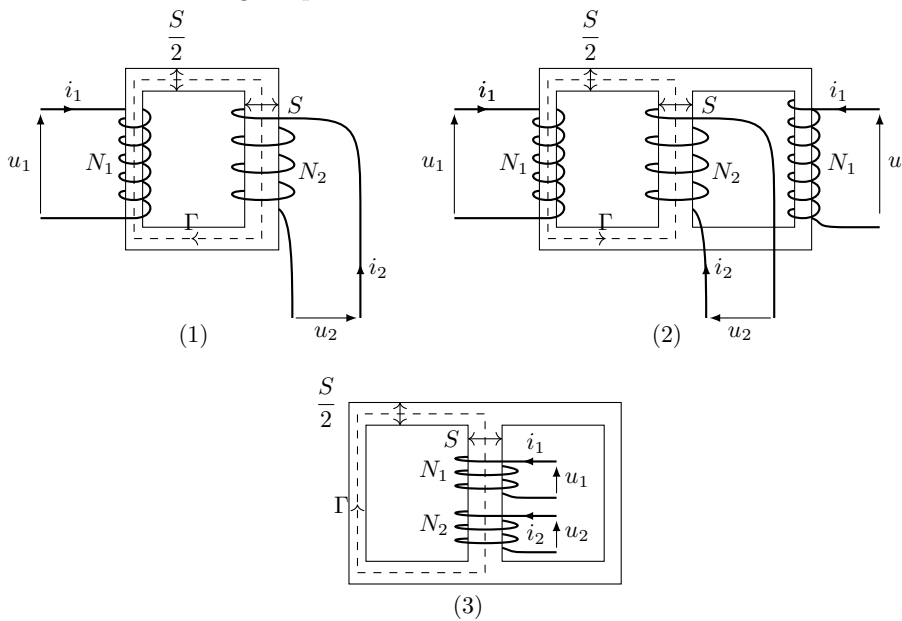 S/2
S/2
i₁
S
i₁
S
i₁
u₁
N₁
N₂
u₁
N₁
N₂
N₁
u
Γ
Γ
i₂
i₂
u₂
u₂
(1)
(2)
S/2
S
i₁
N₁
u₁
Γ
N₂
i₂
u₂
(3)